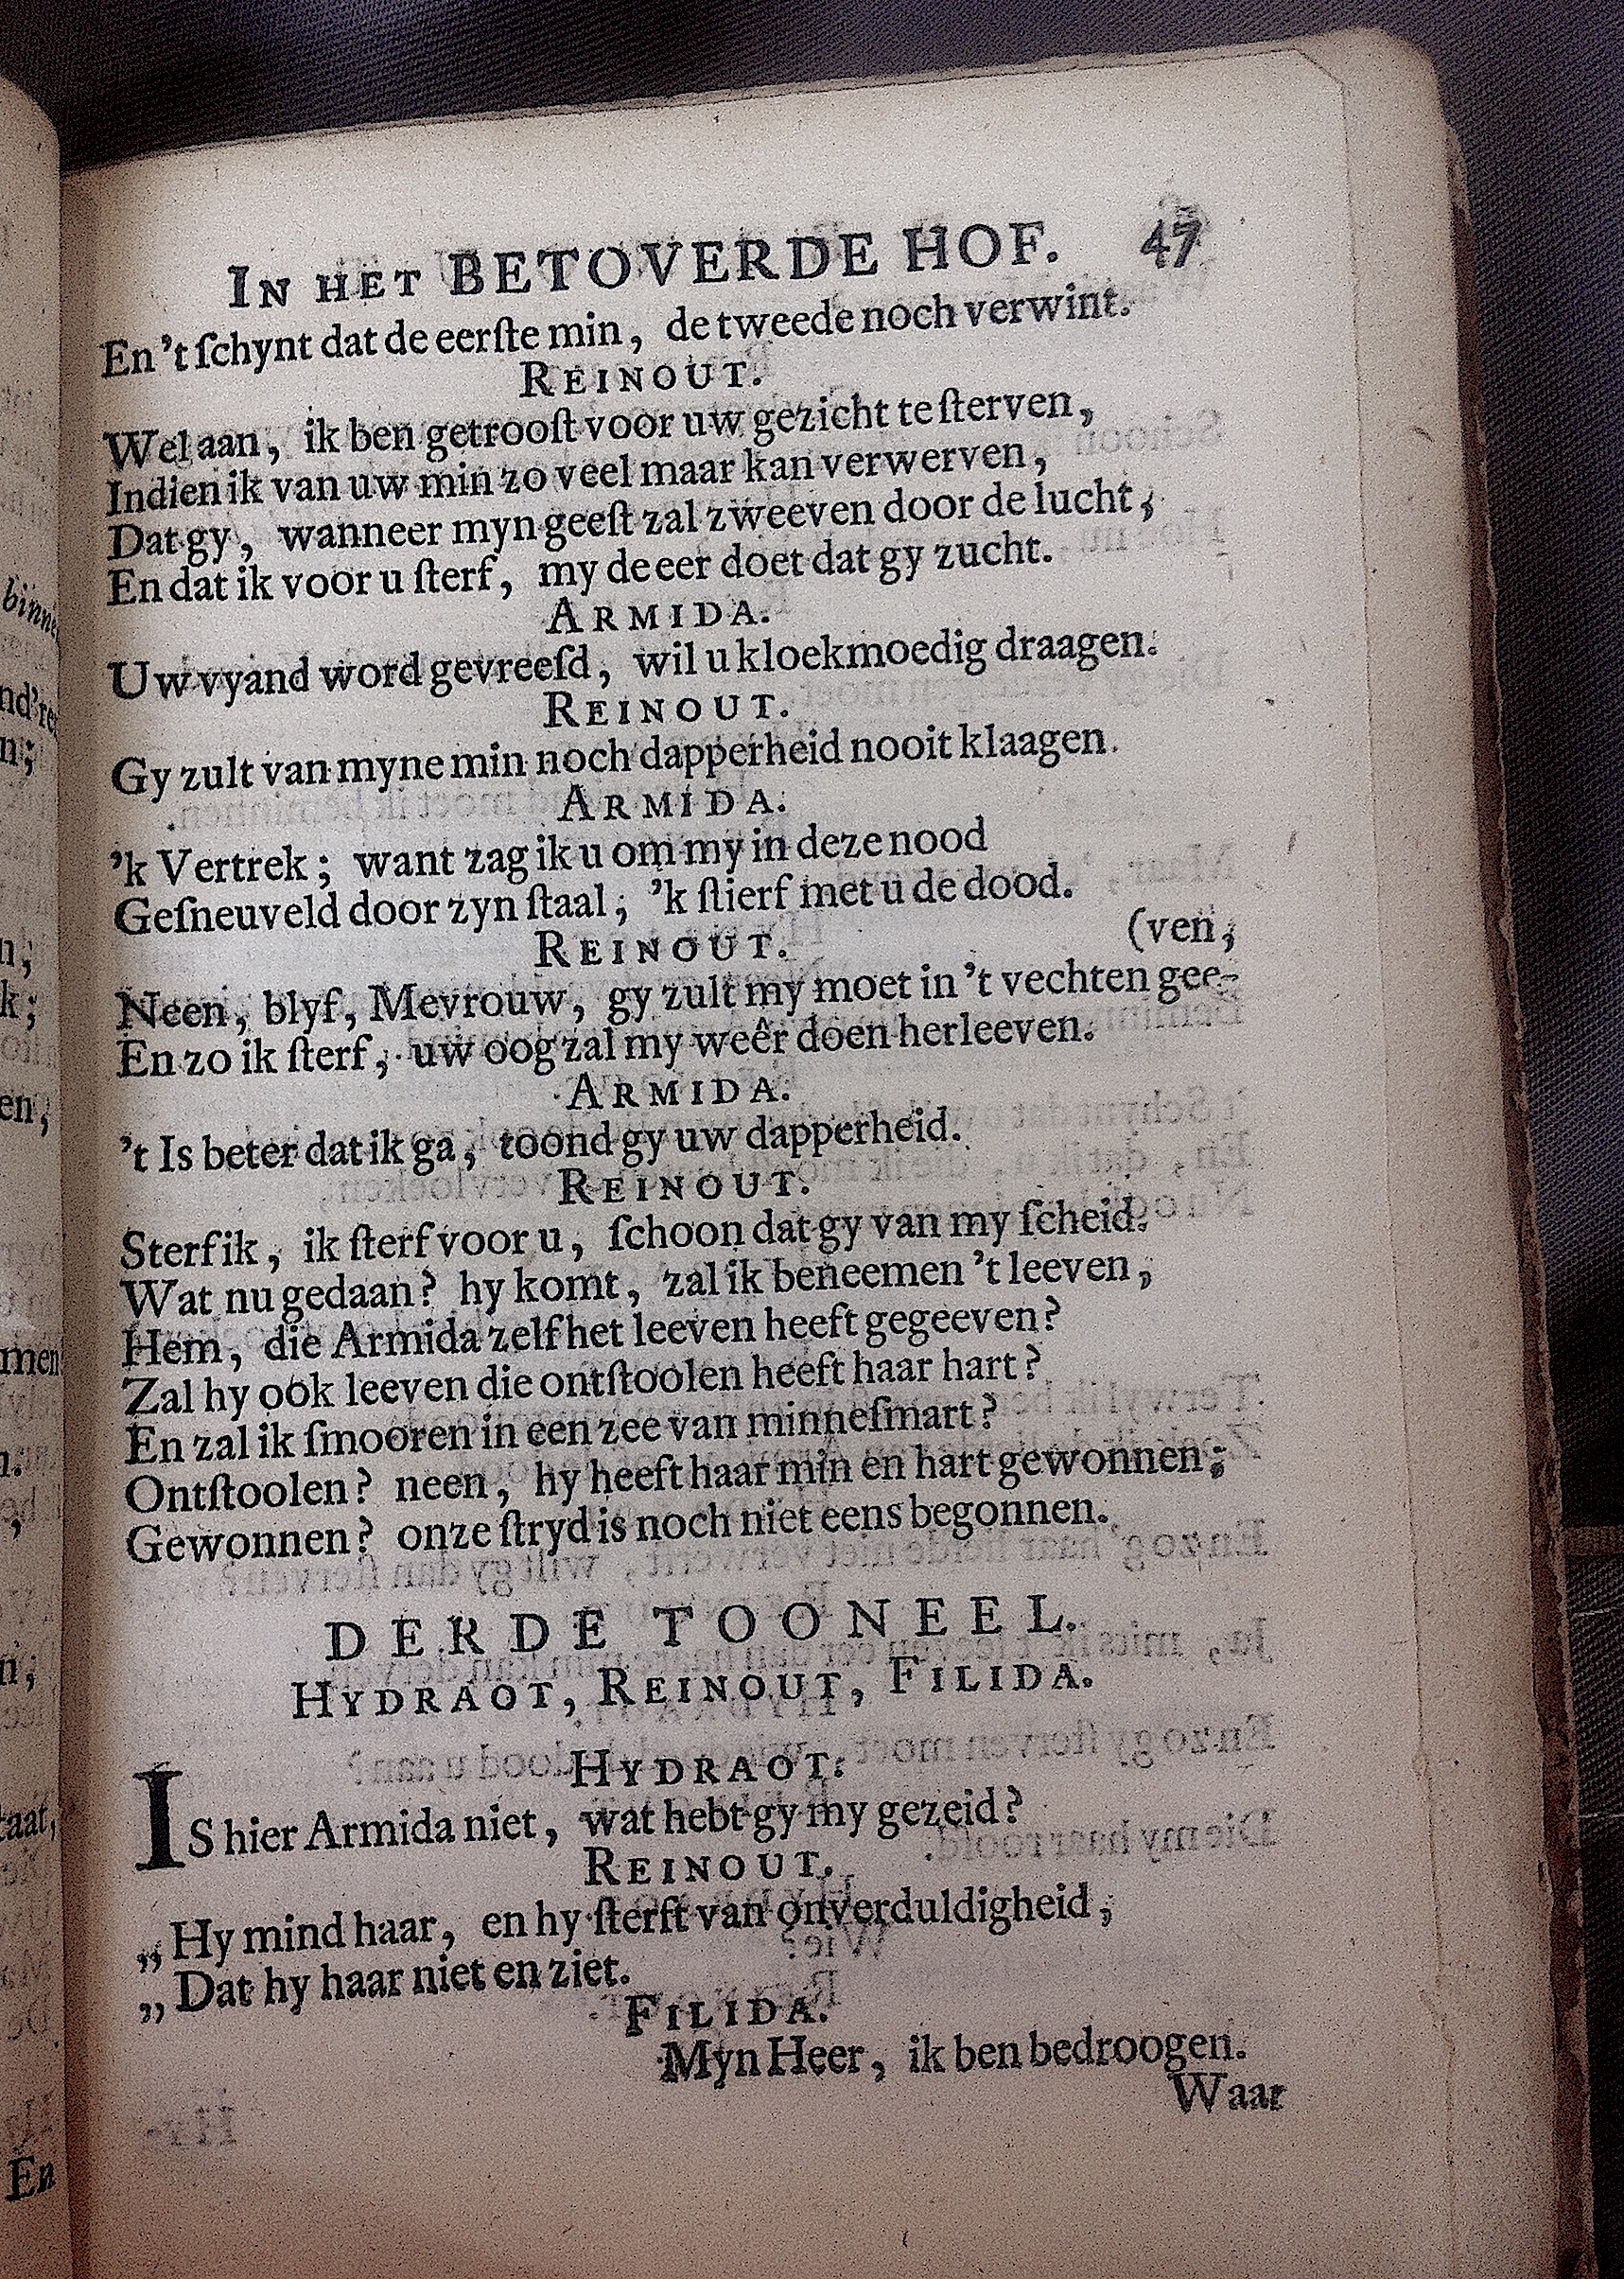 IN HET BETOVERDE HOF. 47
En 't ſchynt dat de eerſte min, de tweede noch verwint.
REINOUT.
Wel aan, ik ben getrooſt voor uw gezicht te ſterven,
Indien ik van uw min zo veel maar kan verwerven,
Dat gy, wanneer myn geeſt zal zweeven door de lucht,
En dat ik voor u ſterf, my de eer doet dat gy zucht.
ARMIDA.
Uw vyand word gevreeſd, wil u kloekmoedig draagen.
REINOUT.
Gy zult van myne min noch dapperheid nooit klaagen.
ARMIDA.
'k Vertrek; want zag ik u om my in deze nood
Geſneuveld door zyn ſtaal; 'k ſtierf met u de dood.
REINOUT. (ven,
Neen, blyf, Mevrouw, gy zult my moet in 't vechten gee-
En zo ik ſterf, uw oog zal my weêr doen herleeven.
ARMIDA.
't Is beter dat ik ga, toond gy uw dapperheid.
REINOUT.
Sterf ik, ik ſterf voor u, ſchoon dat gy van my ſcheid.
Wat nu gedaan? hy komt, zal ik beneemen 't leeven,
Hem, die Armida zelf het leeven heeft gegeeven?
Zal hy ook leeven die ontſtoolen heeft haar hart?
En zal ik ſmooren in een zee van minneſmart?
Ontſtoolen? neen, hy heeft haar min en hart gewonnen;
Gewonnen? onze ſtryd is noch niet eens begonnen.
DERDE TOONEEL.
HYDRAOT, REINOUT, FILIDA.
HYDRAOT.
IS hier Armida niet, wat hebt gy my gezeid?
REINOUT.
„ Hy mind haar, en hy ſterft van onverduldigheid,
„ Dat hy haar niet en ziet.
FILIDA.
Myn Heer, ik ben bedroogen.
Waar